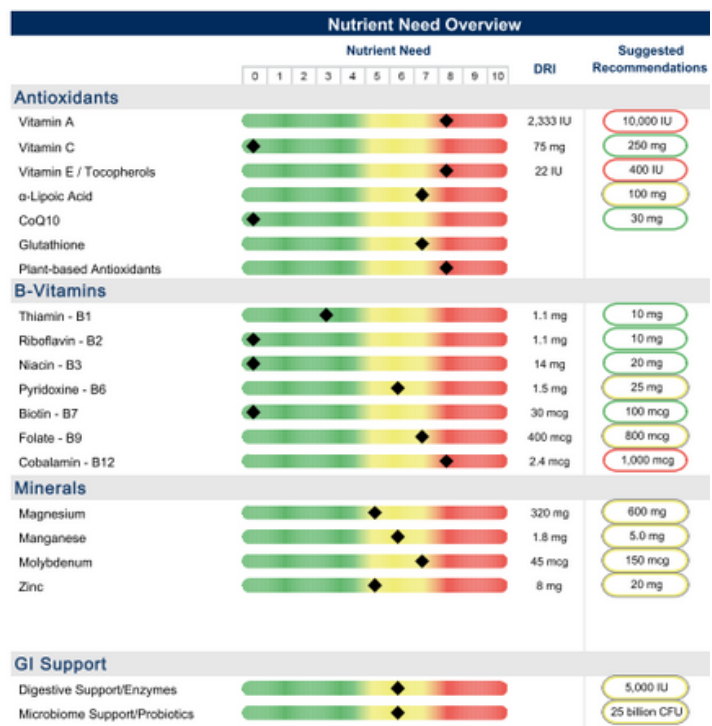 Nutrient Need Overview
Nutrient Need
DRI
Suggested
Recommendations
0 1 2 3 4 5 6 7 8 9 10
Antioxidants
Vitamin A 2,333 IU 10,000 IU
Vitamin C 75 mg 250 mg
Vitamin E / Tocopherols 22 IU 400 IU
α-Lipoic Acid 100 mg
CoQ10 30 mg
Glutathione
Plant-based Antioxidants
B-Vitamins
Thiamin - B1 1.1 mg 10 mg
Riboflavin - B2 1.1 mg 10 mg
Niacin - B3 14 mg 20 mg
Pyridoxine - B6 1.5 mg 25 mg
Biotin - B7 30 mcg 100 mcg
Folate - B9 400 mcg 800 mcg
Cobalamin - B12 2.4 mcg 1,000 mcg
Minerals
Magnesium 320 mg 600 mg
Manganese 1.8 mg 5.0 mg
Molybdenum 45 mcg 150 mcg
Zinc 8 mg 20 mg
GI Support
Digestive Support/Enzymes 5,000 IU
Microbiome Support/Probiotics 25 billion CFU